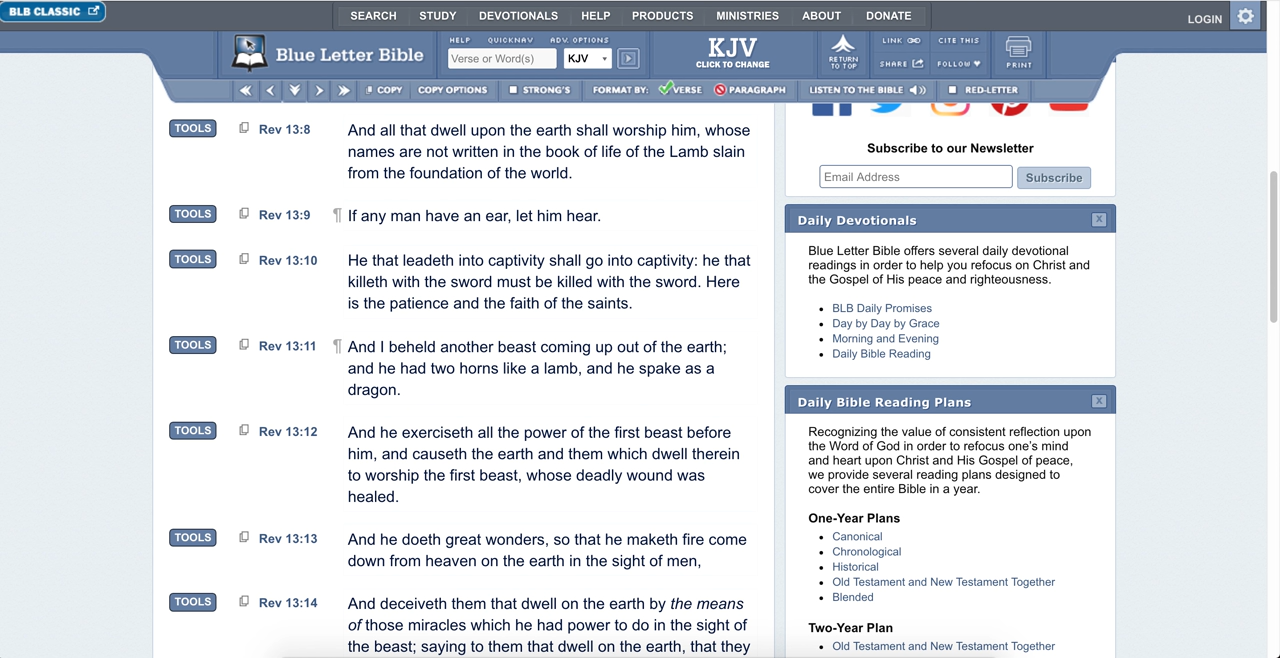 BLB CLASSIC
SEARCH STUDY DEVOTIONALS HELP PRODUCTS MINISTRIES ABOUT DONATE
LOGIN
Blue Letter Bible
HELP QUICKNAV ADV. OPTIONS
Verse or Word(s) KJV
KJV
CLICK TO CHANGE
RETURN
TO TOP
LINK CITE THIS
SHARE FOLLOW
PRINT
COPY COPY OPTIONS STRONG'S FORMAT BY: VERSE PARAGRAPH LISTEN TO THE BIBLE RED-LETTER
TOOLS Rev 13:8 And all that dwell upon the earth shall worship him, whose
names are not written in the book of life of the Lamb slain
from the foundation of the world.
TOOLS Rev 13:9 ¶ If any man have an ear, let him hear.
TOOLS Rev 13:10 He that leadeth into captivity shall go into captivity: he that
killeth with the sword must be killed with the sword. Here
is the patience and the faith of the saints.
TOOLS Rev 13:11 ¶ And I beheld another beast coming up out of the earth;
and he had two horns like a lamb, and he spake as a
dragon.
TOOLS Rev 13:12 And he exerciseth all the power of the first beast before
him, and causeth the earth and them which dwell therein
to worship the first beast, whose deadly wound was
healed.
TOOLS Rev 13:13 And he doeth great wonders, so that he maketh fire come
down from heaven on the earth in the sight of men,
TOOLS Rev 13:14 And deceiveth them that dwell on the earth by the means
of those miracles which he had power to do in the sight of
the beast; saying to them that dwell on the earth, that they
Subscribe to our Newsletter
Email Address Subscribe
Daily Devotionals X
Blue Letter Bible offers several daily devotional
readings in order to help you refocus on Christ and
the Gospel of His peace and righteousness.
• BLB Daily Promises
• Day by Day by Grace
• Morning and Evening
• Daily Bible Reading
Daily Bible Reading Plans X
Recognizing the value of consistent reflection upon
the Word of God in order to refocus one's mind
and heart upon Christ and His Gospel of peace,
we provide several reading plans designed to
cover the entire Bible in a year.
One-Year Plans
• Canonical
• Chronological
• Historical
• Old Testament and New Testament Together
• Blended
Two-Year Plan
• Old Testament and New Testament Together